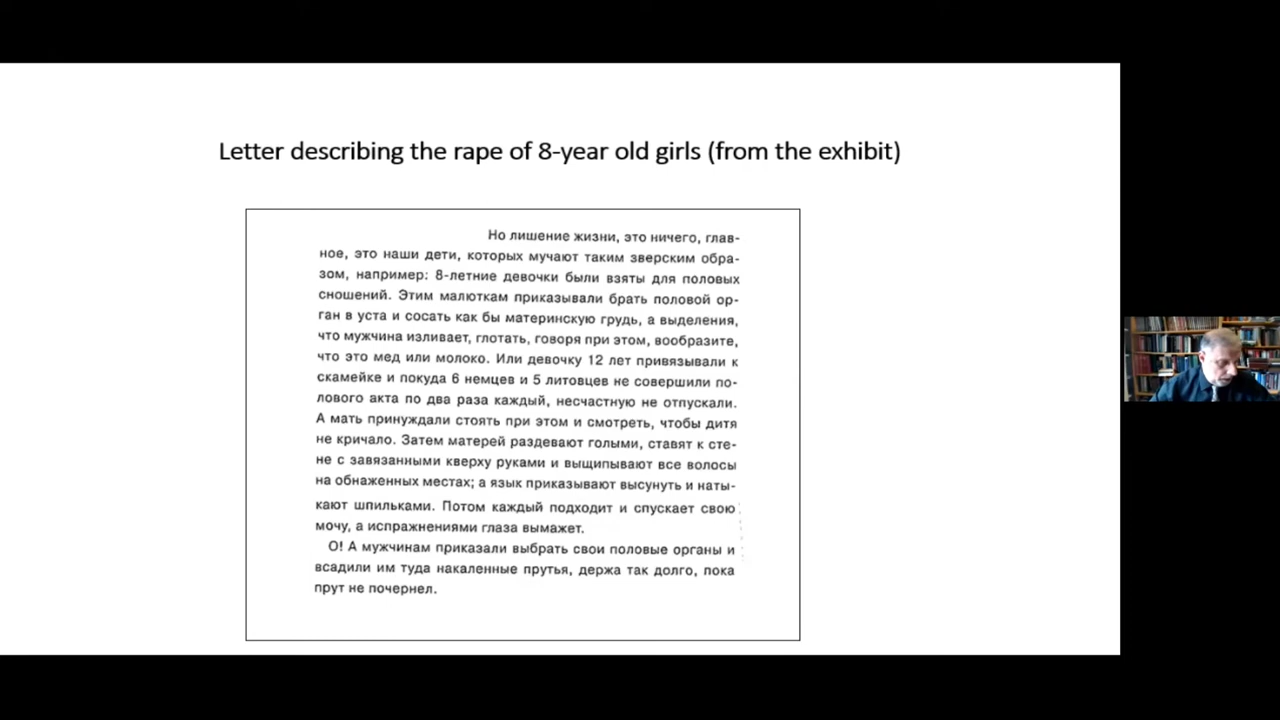 Letter describing the rape of 8-year old girls (from the exhibit)
Но лишение жизни, это ничего, глав-
ное, это наши дети, которых мучают таким зверским обра-
зом, например: 8-летние девочки были взяты для половых
сношений. Этим малюткам приказывали брать половой ор-
ган в уста и сосать как бы материнскую грудь, а выделения,
что мужчина изливает, глотать, говоря при этом, вообразите,
что это мед или молоко. Или девочку 12 лет привязывали к
скамейке и покуда 6 немцев и 5 литовцев не совершили по-
лового акта по два раза каждый, несчастную не отпускали.
А мать принуждали стоять при этом и смотреть, чтобы дитя
не кричало. Затем матерей раздевают голыми, ставят к сте-
не с завязанными кверху руками и выщипывают все волосы
на обнаженных местах; а язык приказывают высунуть и наты-
кают шпильками. Потом каждый подходит и спускает свою
мочу, а испражнениями глаза вымажет.
О! А мужчинам приказали выбрать свои половые органы и
всадили им туда накаленные прутья, держа так долго, пока
прут не почернел.